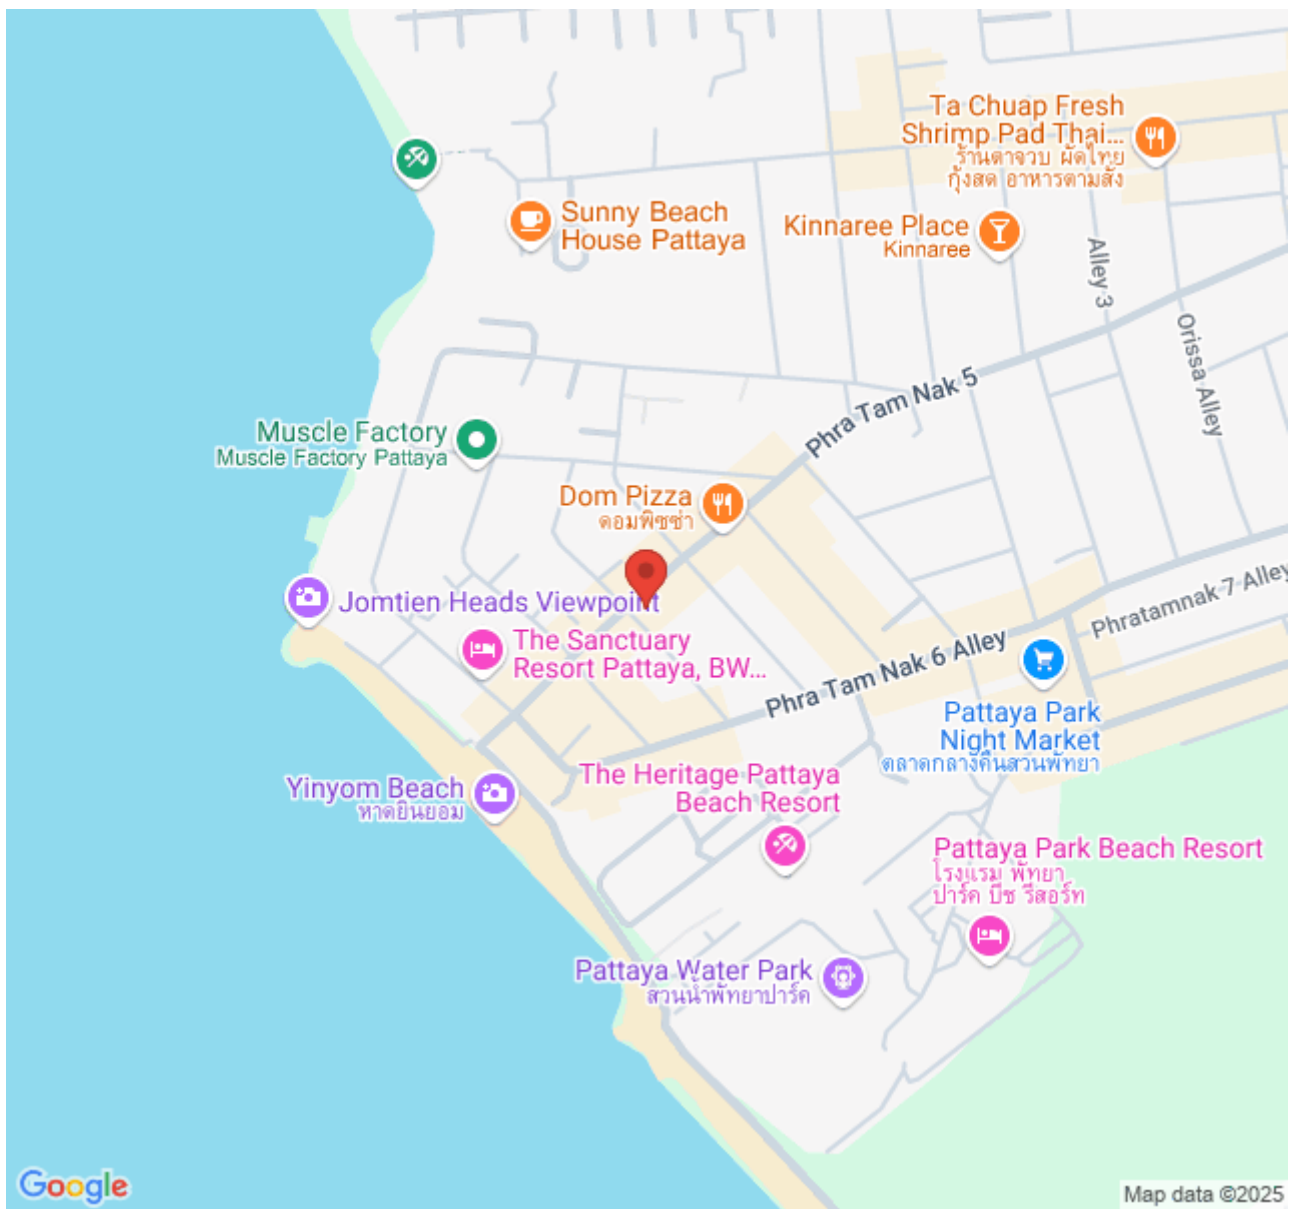 Ta Chuap Fresh
Shrimp Pad Thai...
ร้านตาจวบ ผัดไทย
กุ้งสด อาหารตามสั่ง
Sunny Beach
House Pattaya
Kinnaree Place
Kinnaree
Alley 3
Orissa Alley
Phra Tam Nak 5
Muscle Factory
Muscle Factory Pattaya
Dom Pizza
ดอมพิซซ่า
Jomtien Heads Viewpoint
The Sanctuary
Resort Pattaya, BW...
Phratamnak 7 Alley
Phra Tam Nak 6 Alley
Pattaya Park
Night Market
ตลาดกลางคืนสวนพัทยา
Yinyom Beach
หาดยินยอม
The Heritage Pattaya
Beach Resort
Pattaya Park Beach Resort
โรงแรม พัทยา
ปาร์ค บีช รีสอร์ท
Pattaya Water Park
สวนน้ำพัทยาปาร์ค
Google
Map data ©2025